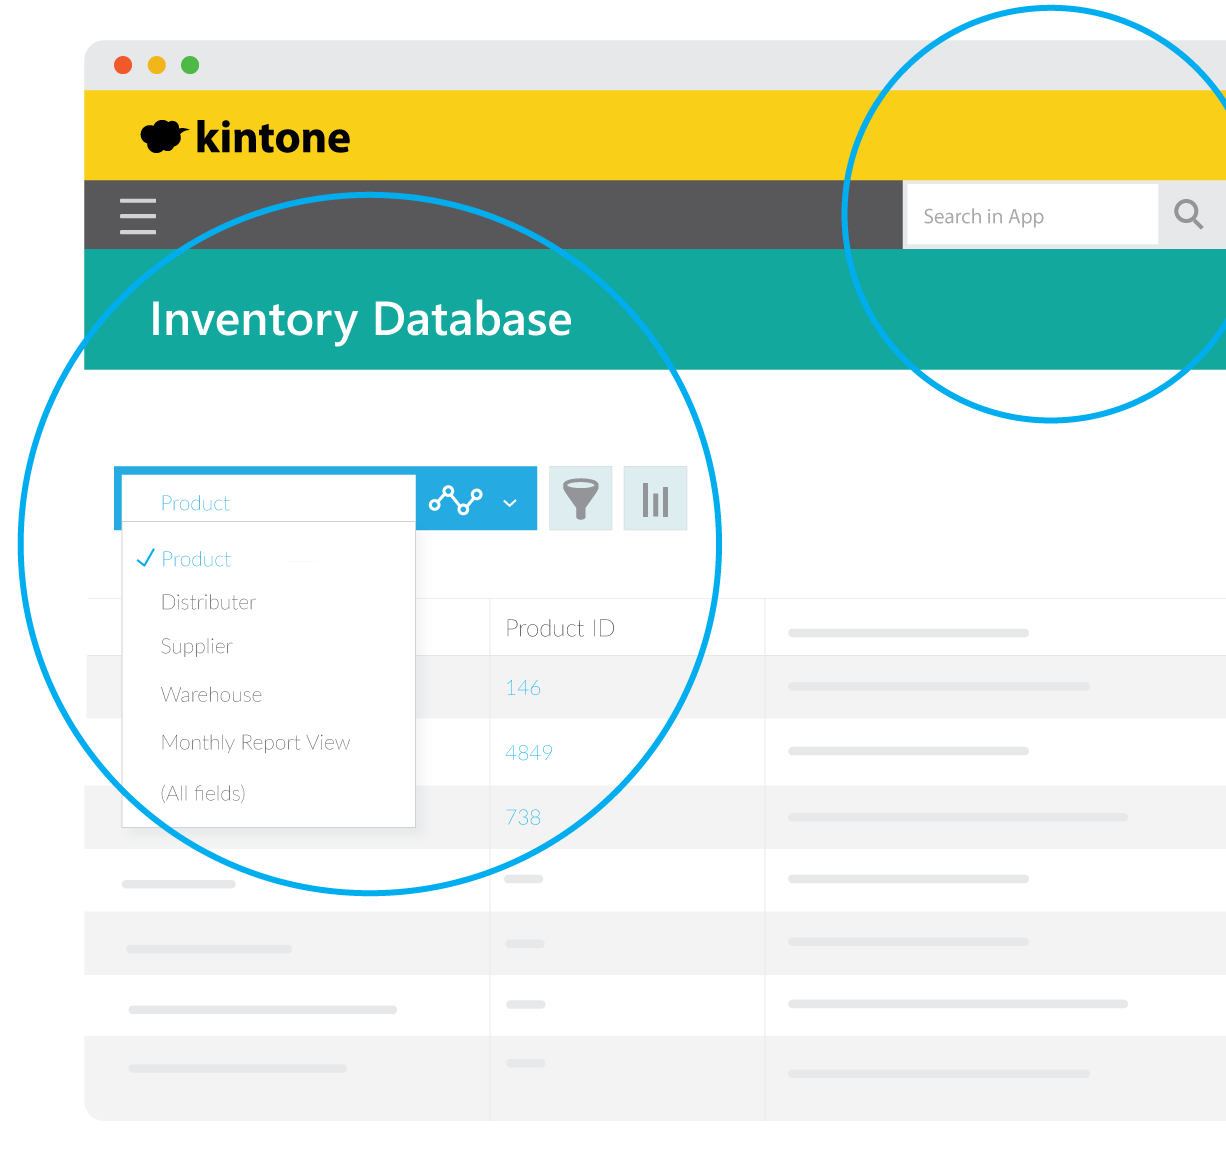 kintone
Search in App
Inventory Database
Product
Product
Distributer
Supplier
Warehouse
Monthly Report View
(All fields)
Product ID
146
4849
738